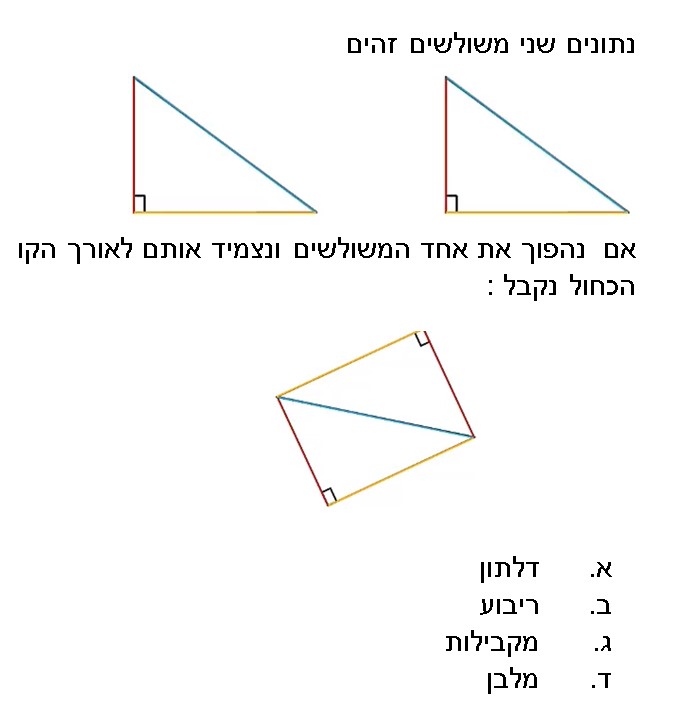 נתונים שני משולשים זהים
אם נהפוך את אחד המשולשים ונצמיד אותם לאורך הקו
הכחול נקבל :
א. דלתון
ב. ריבוע
ג. מקבילות
ד. מלבן